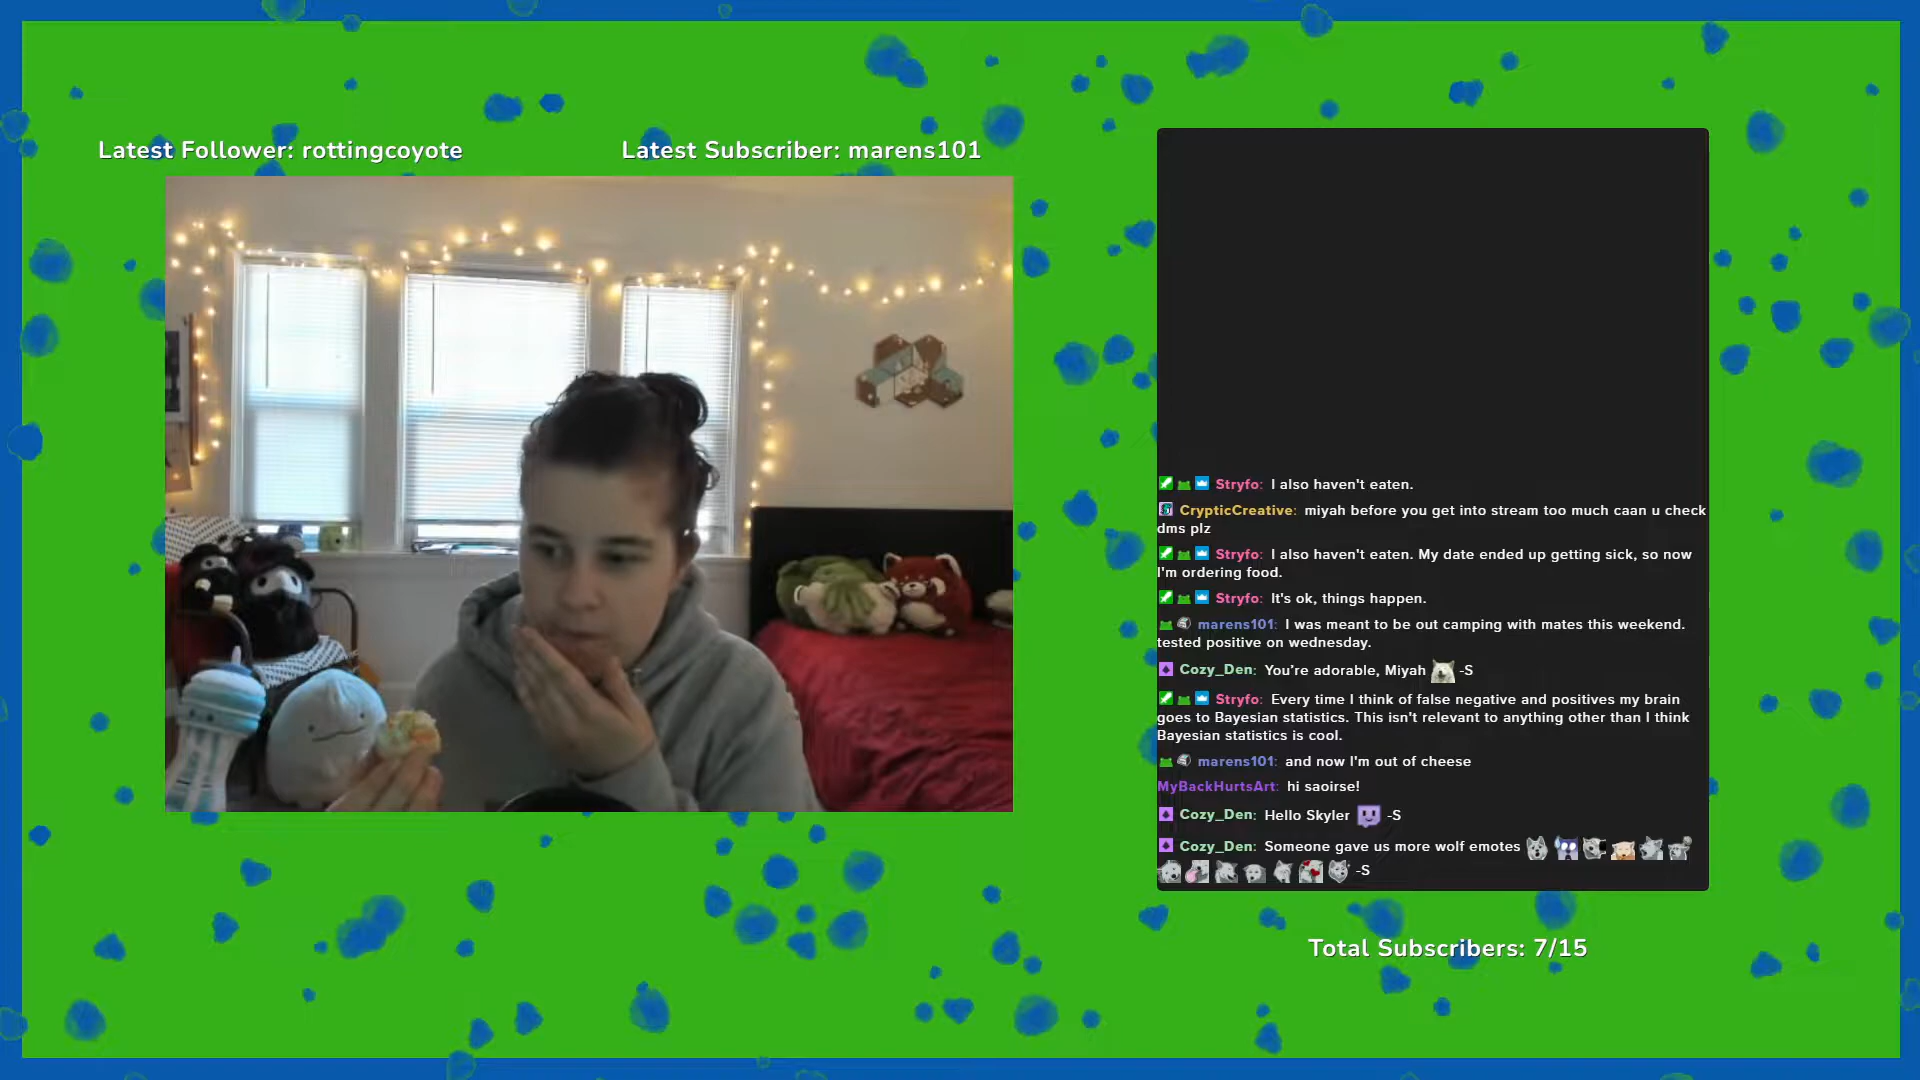 Latest Follower: rottingcoyote
Latest Subscriber: marens101
Stryfo: I also haven't eaten.
CrypticCreative: miyah before you get into stream too much caan u check
dms plz
Stryfo: I also haven't eaten. My date ended up getting sick, so now
I'm ordering food.
Stryfo: It's ok, things happen.
marens101: I was meant to be out camping with mates this weekend.
tested positive on wednesday.
Cozy_Den: You're adorable, Miyah -S
Stryfo: Every time I think of false negative and positives my brain
goes to Bayesian statistics. This isn't relevant to anything other than I think
Bayesian statistics is cool.
marens101: and now I'm out of cheese
MyBackHurtsArt: hi saoirse!
Cozy_Den: Hello Skyler -S
Cozy_Den: Someone gave us more wolf emotes
-S
Total Subscribers: 7/15